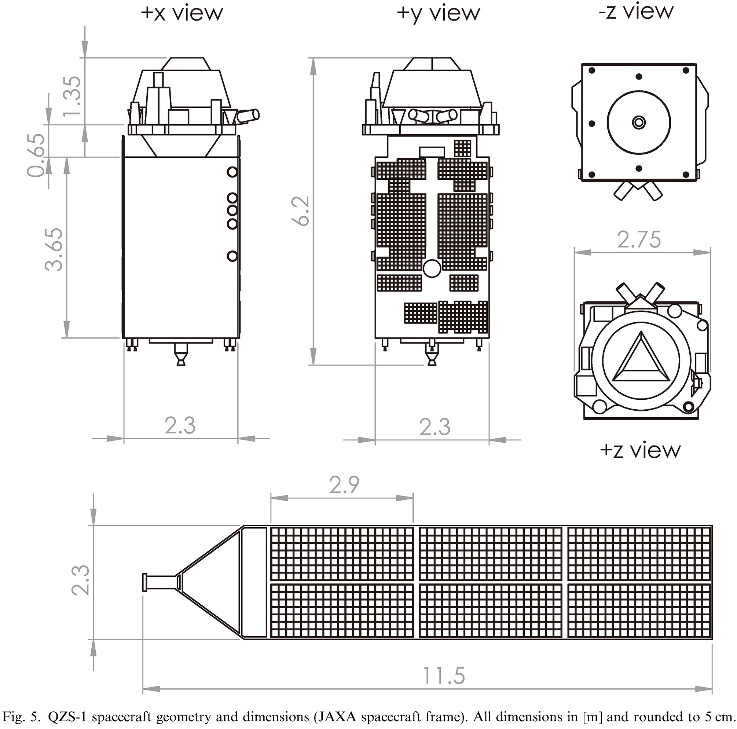 +x view
+y view
-z view
1.35
0.65
3.65
6.2
2.3
2.3
2.75
+z view
2.9
2.3
11.5
Fig. 5. QZS-1 spacecraft geometry and dimensions (JAXA spacecraft frame). All dimensions in [m] and rounded to 5 cm.